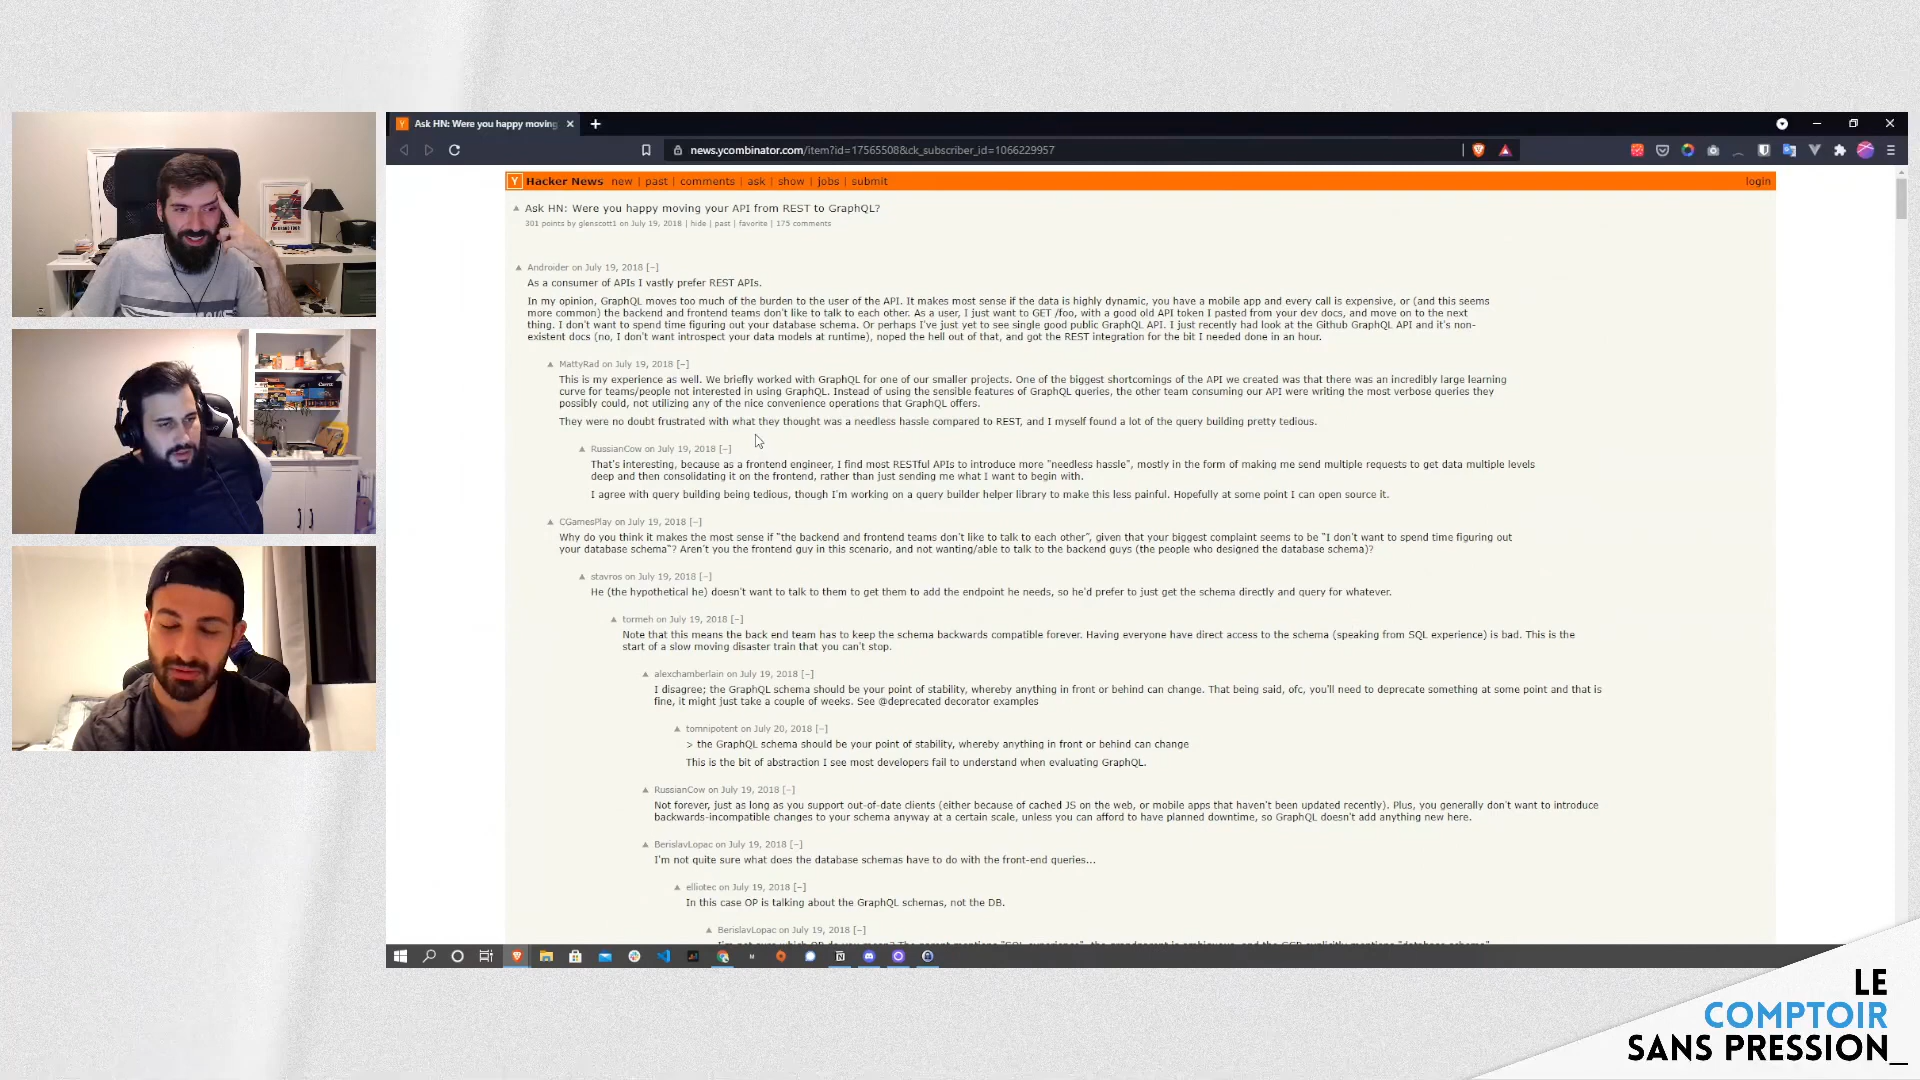 Ask HN: Were you happy moving
news.ycombinator.com/item?id=17565508&ck_subscriber_id=1066229957
Y Hacker News new | past | comments | ask | show | jobs | submit
login
Ask HN: Were you happy moving your API from REST to GraphQL?
301 points by glenscott1 on July 19, 2018 | hide | past | favorite | 175 comments
Androider on July 19, 2018 [–]
As a consumer of APIs I vastly prefer REST APIs.
In my opinion, GraphQL moves too much of the burden to the user of the API. It makes most sense if the data is highly dynamic, you have a mobile app and every call is expensive, or (and this seems
more common) the backend and frontend teams don't like to talk to each other. As a user, I just want to GET /foo, with a good old API token I pasted from your dev docs, and move on to the next
thing. I don't want to spend time figuring out your database schema. Or perhaps I've just yet to see single good public GraphQL API. I just recently had look at the Github GraphQL API and it's non-
existent docs (no, I don't want introspect your data models at runtime), noped the hell out of that, and got the REST integration for the bit I needed done in an hour.
MattyRad on July 19, 2018 [–]
This is my experience as well. We briefly worked with GraphQL for one of our smaller projects. One of the biggest shortcomings of the API we created was that there was an incredibly large learning
curve for teams/people not interested in using GraphQL. Instead of using the sensible features of GraphQL queries, the other team consuming our API were writing the most verbose queries they
possibly could, not utilizing any of the nice convenience operations that GraphQL offers.
They were no doubt frustrated with what they thought was a needless hassle compared to REST, and I myself found a lot of the query building pretty tedious.
RussianCow on July 19, 2018 [–]
That's interesting, because as a frontend engineer, I find most RESTful APIs to introduce more "needless hassle", mostly in the form of making me send multiple requests to get data multiple levels
deep and then consolidating it on the frontend, rather than just sending me what I want to begin with.
I agree with query building being tedious, though I'm working on a query builder helper library to make this less painful. Hopefully at some point I can open source it.
CGamesPlay on July 19, 2018 [–]
Why do you think it makes the most sense if "the backend and frontend teams don't like to talk to each other", given that your biggest complaint seems to be "I don't want to spend time figuring out
your database schema"? Aren't you the frontend guy in this scenario, and not wanting/able to talk to the backend guys (the people who designed the database schema)?
stavros on July 19, 2018 [–]
He (the hypothetical he) doesn't want to talk to them to get them to add the endpoint he needs, so he'd prefer to just get the schema directly and query for whatever.
tormeh on July 19, 2018 [–]
Note that this means the back end team has to keep the schema backwards compatible forever. Having everyone have direct access to the schema (speaking from SQL experience) is bad. This is the
start of a slow moving disaster train that you can't stop.
alexchamberlain on July 19, 2018 [–]
I disagree; the GraphQL schema should be your point of stability, whereby anything in front or behind can change. That being said, ofc, you'll need to deprecate something at some point and that is
fine, it might just take a couple of weeks. See @deprecated decorator examples
tomnipotent on July 20, 2018 [–]
> the GraphQL schema should be your point of stability, whereby anything in front or behind can change
This is the bit of abstraction I see most developers fail to understand when evaluating GraphQL.
RussianCow on July 19, 2018 [–]
Not forever, just as long as you support out-of-date clients (either because of cached JS on the web, or mobile apps that haven't been updated recently). Plus, you generally don't want to introduce
backwards-incompatible changes to your schema anyway at a certain scale, unless you can afford to have planned downtime, so GraphQL doesn't add anything new here.
BerislavLopac on July 19, 2018 [–]
I'm not quite sure what does the database schemas have to do with the front-end queries...
elliotec on July 19, 2018 [–]
In this case OP is talking about the GraphQL schemas, not the DB.
BerislavLopac on July 19, 2018 [–]
LE
COMPTOIR
SANS PRESSION_